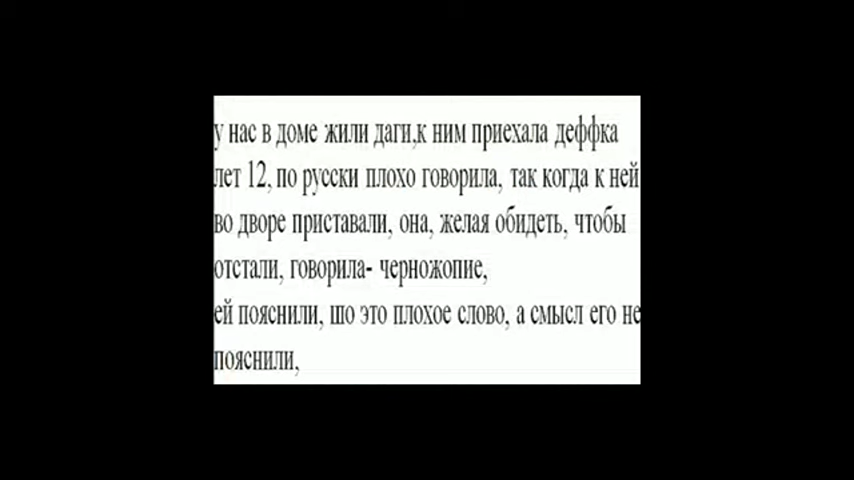 у нас в доме жили даги,к ним приехала деффка
лет 12, по русски плохо говорила, так когда к ней
во дворе приставали, она, желая обидеть, чтобы
отстали, говорила- черножопие,
ей пояснили, шо это плохое слово, а смысл его не
пояснили,